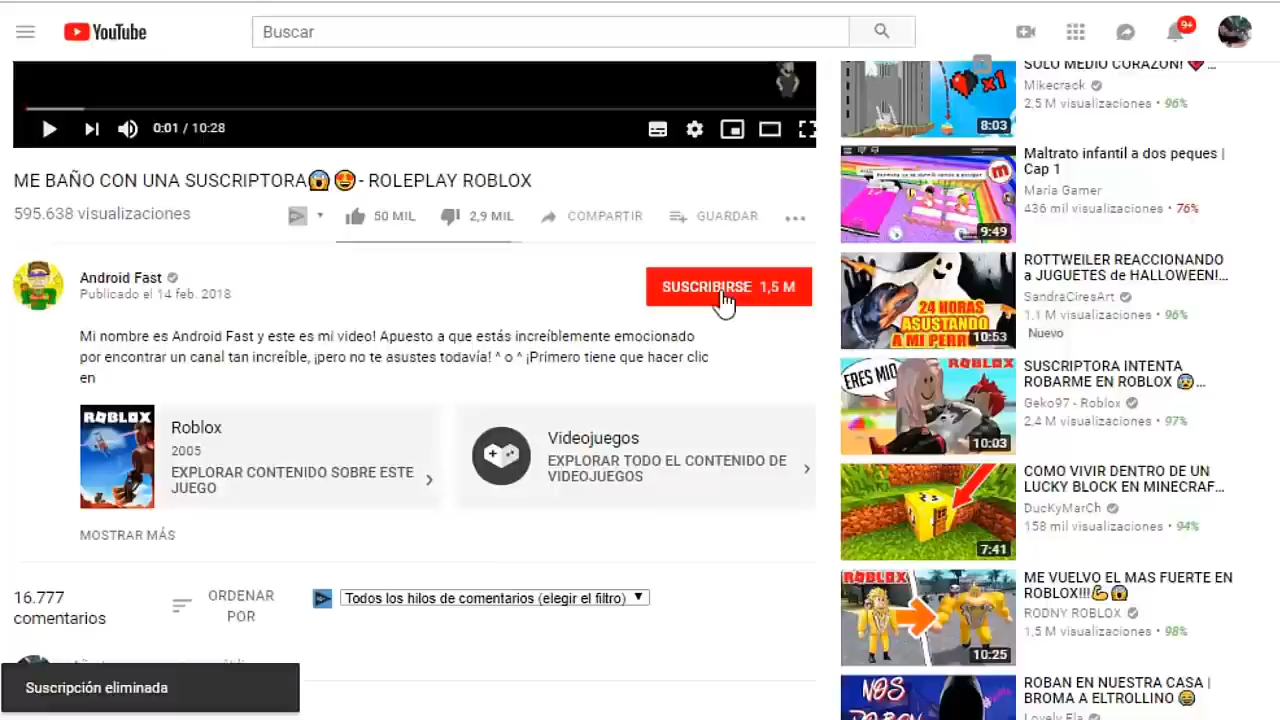 YouTube
Buscar
9+
0:01 / 10:28
ME BAÑO CON UNA SUSCRIPTORA😱 😍 - ROLEPLAY ROBLOX
595.638 visualizaciones
50 MIL
2,9 MIL
COMPARTIR
GUARDAR
Android Fast
Publicado el 14 feb. 2018
SUSCRIBIRSE 1,5 M
Mi nombre es Android Fast y este es mi video! Apuesto a que estás increíblemente emocionado
por encontrar un canal tan increíble, ¡pero no te asustes todavía! ^ o ^ ¡Primero tiene que hacer clic
en
ROBLOX
Roblox
2005
EXPLORAR CONTENIDO SOBRE ESTE
JUEGO
Videojuegos
EXPLORAR TODO EL CONTENIDO DE
VIDEOJUEGOS
MOSTRAR MÁS
16.777
comentarios
ORDENAR
POR
Todos los hilos de comentarios (elegir el filtro)
Suscripción eliminada
x1
8:03
SOLO MEDIO CORAZON! 💔 ...
Mikecrack
2,5 M visualizaciones • 96%
9:49
Maltrato infantil a dos peques |
Cap 1
Maria Gamer
436 mil visualizaciones • 76%
24 HORAS
ASUSTANDO
A MI PERRO
10:53
ROTTWEILER REACCIONANDO
a JUGUETES de HALLOWEEN!...
SandraCiresArt
1,1 M visualizaciones • 96%
Nuevo
ERES MIO
ROBLOX
10:03
SUSCRIPTORA INTENTA
ROBARME EN ROBLOX 😰...
Geko97 - Roblox
2,4 M visualizaciones • 97%
7:41
COMO VIVIR DENTRO DE UN
LUCKY BLOCK EN MINECRAF...
DucKyMarCh
158 mil visualizaciones • 94%
ROBLOX
10:25
ME VUELVO EL MAS FUERTE EN
ROBLOX!!!💪😱
RODNY ROBLOX
1,5 M visualizaciones • 98%
NOS
ROBAN EN NUESTRA CASA |
BROMA A ELTROLLINO 😂
Lovely Ela